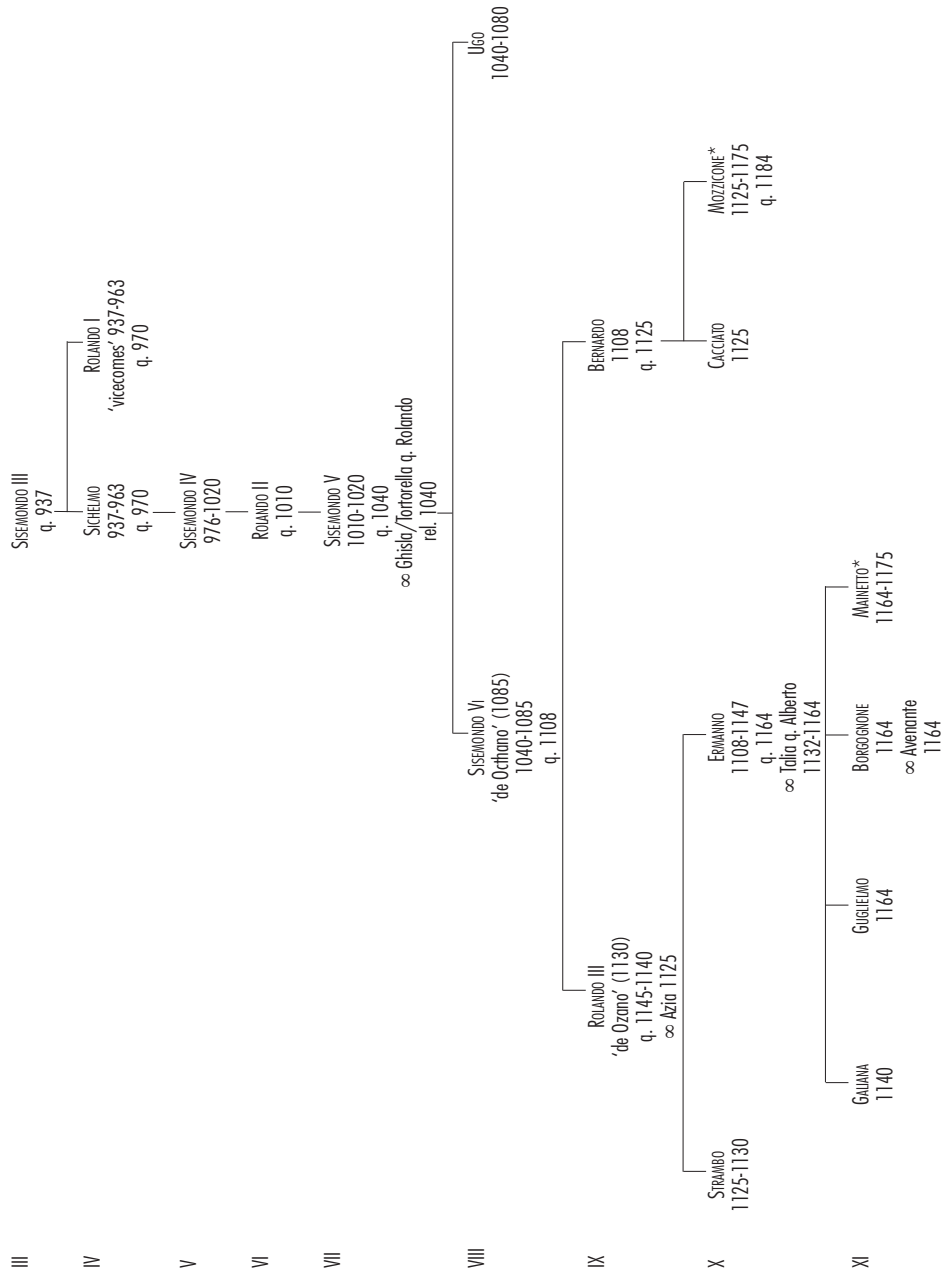 III
SISEMONDO III
q. 937
IV
SICHELMO
937-963
q. 970
ROLANDO I
'vicecomes' 937-963
q. 970
V
SISEMONDO IV
976-1020
VI
ROLANDO II
q. 1010
VII
SISEMONDO V
1010-1020
q. 1040
∞ Ghisla/Tortorella q. Rolando
rel. 1040
VIII
SISEMONDO VI
'de Octhano' (1085)
1040-1085
q. 1108
UGO
1040-1080
IX
ROLANDO III
'de Ozano' (1130)
q. 1145-1140
∞ Azia 1125
BERNARDO
1108
q. 1125
X
STRAMBO
1125-1130
ERMANNO
1108-1147
q. 1164
∞ Talia q. Alberto
1132-1164
CACCIATO
1125
MOZZICONE*
1125-1175
q. 1184
XI
GALIANA
1140
GUGLIELMO
1164
BORGOGNONE
1164
∞ Avenante
1164
MAINETTO*
1164-1175